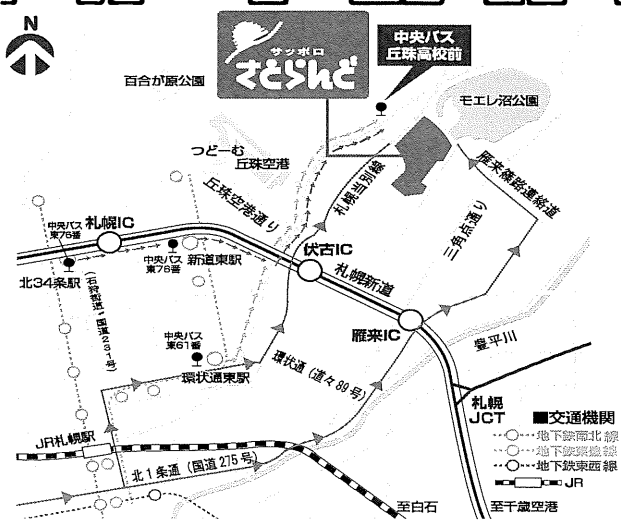 N
サッポロ
さとらんど
中央バス
丘珠高校前
百合が原公園
モエレ沼公園
つどーむ
丘珠空港
丘珠空港通り
札幌当別線
三角点通り
雁来篠路連絡道
札幌IC
中央バス
東76番
北34条駅
中央バス
東76番
新道東駅
(石狩街道・国道231号)
伏古IC
札幌新道
雁来IC
中央バス
東61番
環状通東駅
環状通(道々89号)
豊平川
札幌
JCT
JR札幌駅
北1条通(国道275号)
至白石
至千歳空港
■交通機関
地下鉄南北線
地下鉄東豊線
地下鉄東西線
JR